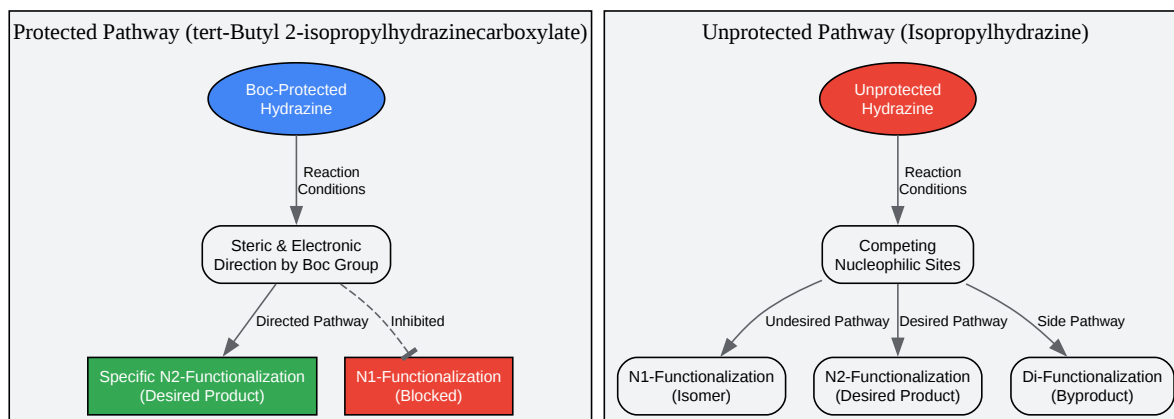 Protected Pathway (tert-Butyl 2-isopropylhydrazinecarboxylate)
Boc-Protected
Hydrazine
Reaction
Conditions
Steric & Electronic
Direction by Boc Group
Directed Pathway
Inhibited
Specific N2-Functionalization
(Desired Product)
N1-Functionalization
(Blocked)
Unprotected Pathway (Isopropylhydrazine)
Unprotected
Hydrazine
Reaction
Conditions
Competing
Nucleophilic Sites
Undesired Pathway
Desired Pathway
Side Pathway
N1-Functionalization
(Isomer)
N2-Functionalization
(Desired Product)
Di-Functionalization
(Byproduct)